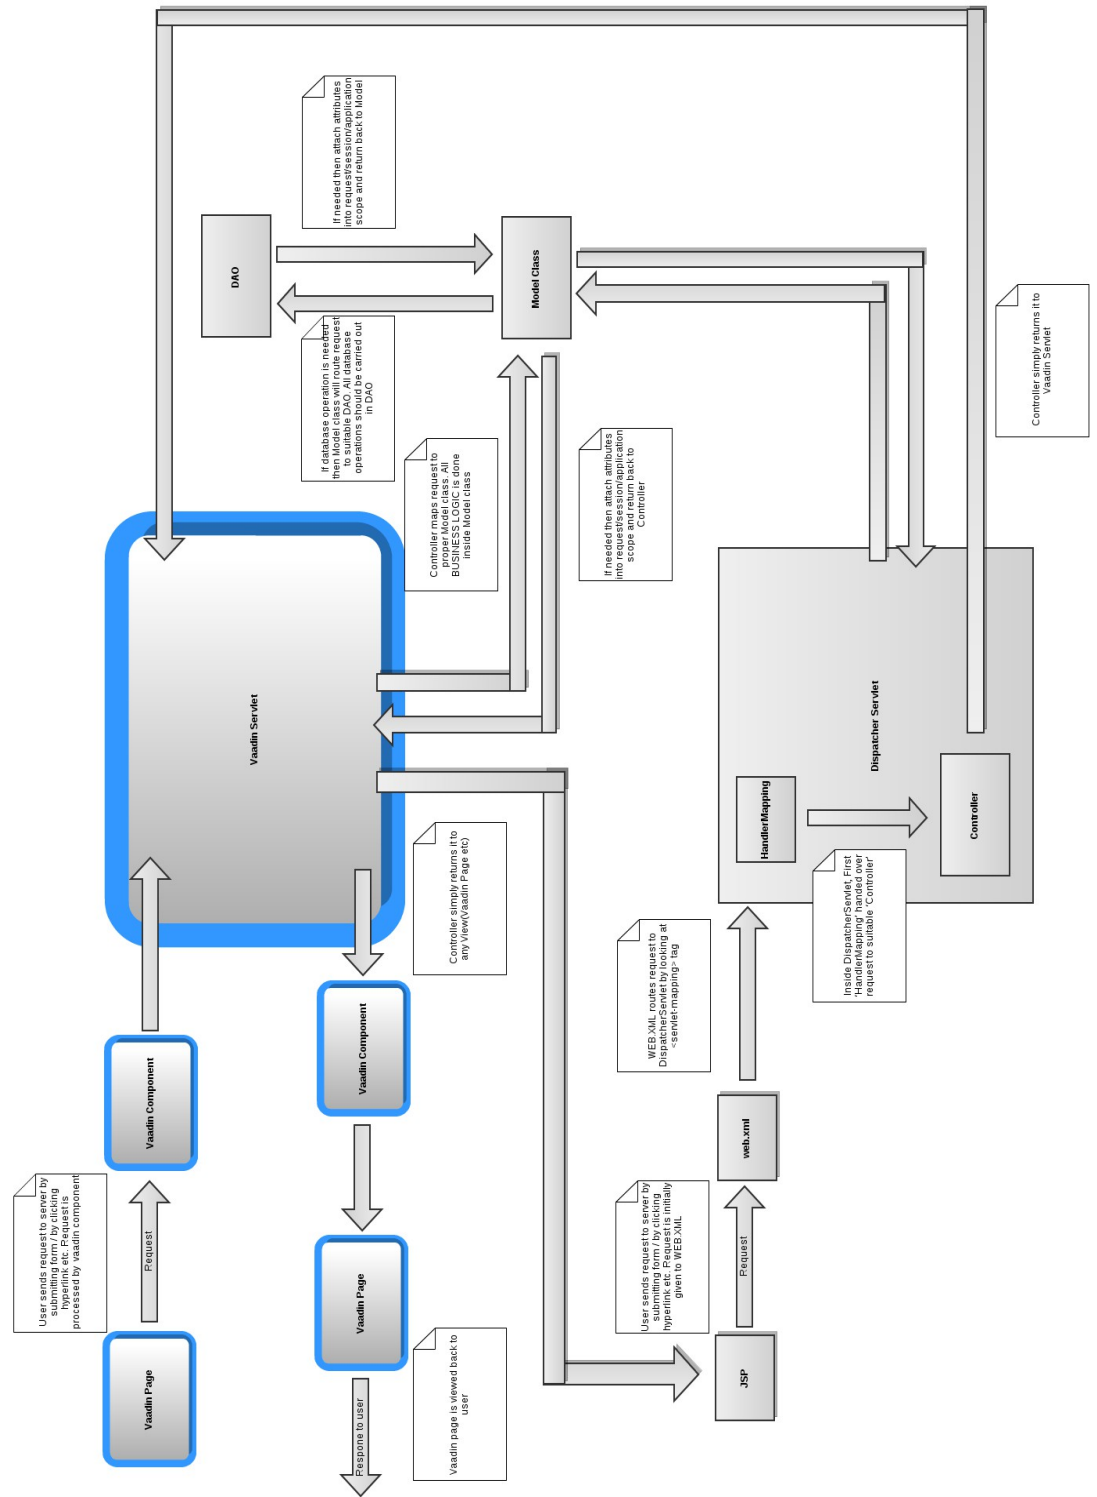 Vaadin Page
Request
User sends request to server by
submitting form / by clicking
hyperlink etc. Request is
processed by vaadin component
Vaadin Component
Vaadin Servlet
DAO
If needed then attach attributes
into request/session/application
scope and return back to Model
If database operation is needed
then Model class will route request
to suitable DAO. All database
operations should be carried out
in DAO
Model Class
Controller maps request to
proper Model class. All
BUSINESS LOGIC is done
inside Model class
If needed then attach attributes
into request/session/application
scope and return back to
Controller
Controller simply returns it to
any View(Vaadin Page etc)
Vaadin Component
Vaadin Page
Respone to user
Vaadin page is viewed back to
user
JSP
Request
User sends request to server by
submitting form / by clicking
hyperlink etc. Request is initially
given to WEB.XML
web.xml
WEB.XML routes request to
DispatcherServlet by looking at
<servlet-mapping> tag
Dispatcher Servlet
HandlerMapping
Controller
Inside DispatcherServlet, First
'HandlerMapping' handed over
request to suitable 'Controller'
Controller simply returns it to
Vaadin Servlet